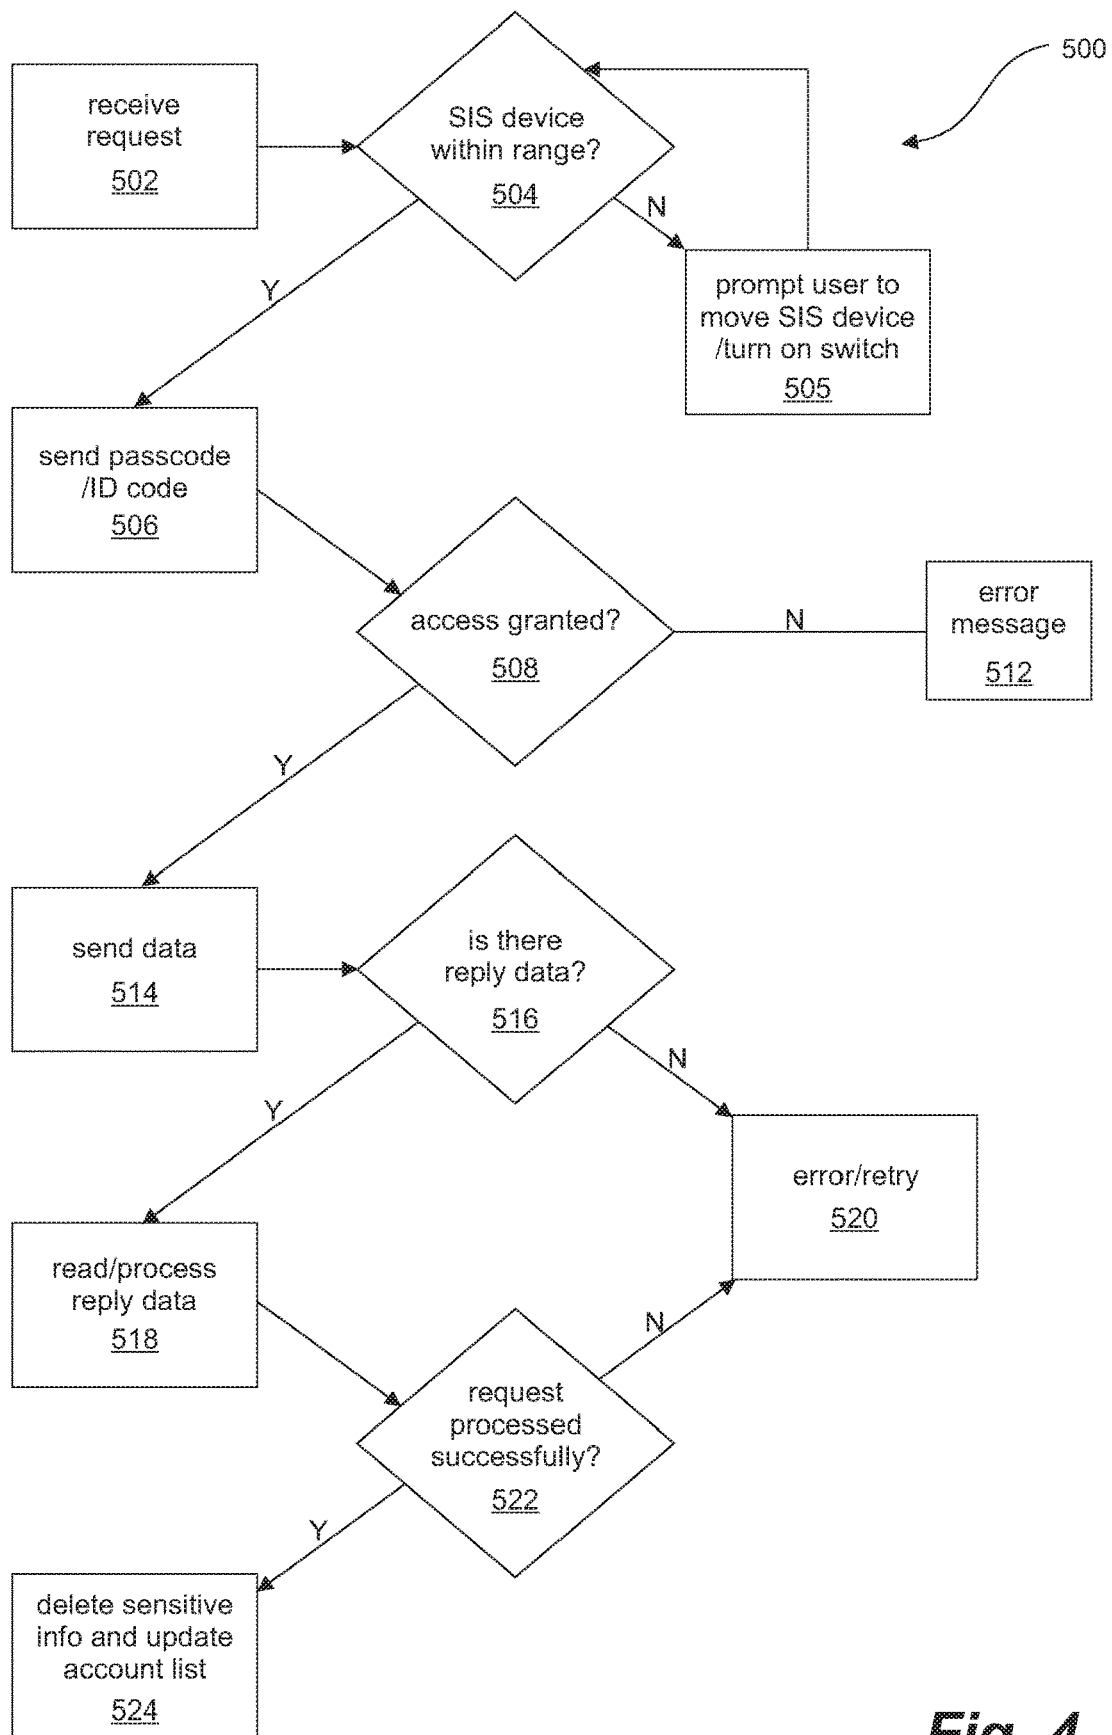 500
receive
request
502
SIS device
within range?
504
N
Y
prompt user to
move SIS device
/turn on switch
505
send passcode
/ID code
506
access granted?
508
N
error
message
512
Y
send data
514
is there
reply data?
516
N
Y
error/retry
520
read/process
reply data
518
N
request
processed
successfully?
522
Y
delete sensitive
info and update
account list
524
Fig. 4